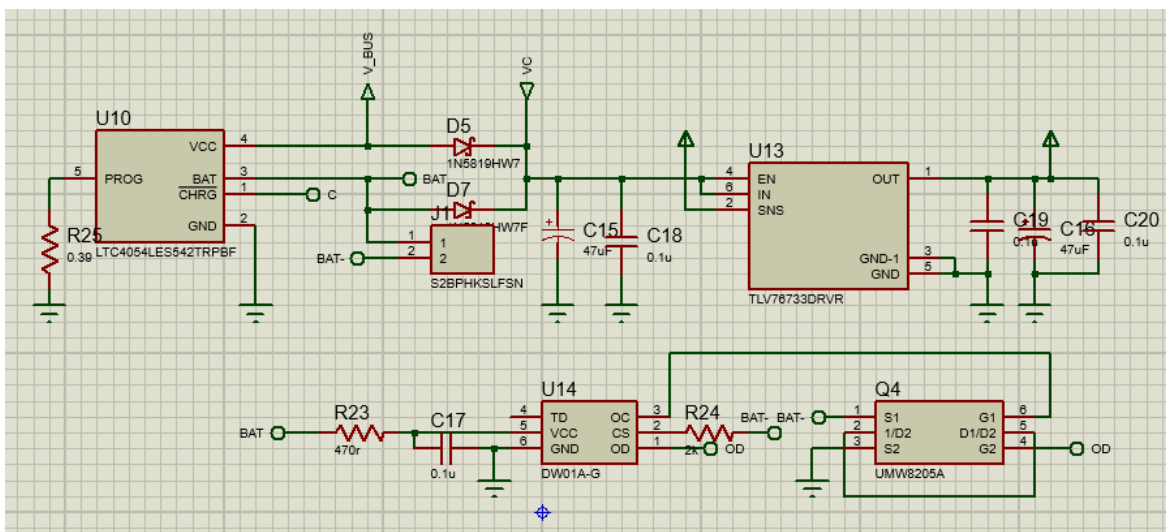 V_BUS
VC
U10
VCC 4
5 PROG
BAT 3
CHRG 1
GND 2
LTC4054LES542TRPBF
R25
0.39
D5
1N5819HW7
BAT
C
D7
J1
1 1
2 2
BAT-
S2BPHKSLFSN
C15
47uF
C18
0.1u
U13
4 EN
6 IN
2 SNS
OUT 1
GND-1 3
GND 5
TLV76733DRVR
C19
0.1u
C16
47uF
C20
0.1u
BAT
R23
470r
C17
0.1u
U14
4 TD
5 VCC
6 GND
OC 3
CS 2
OD 1
DW01A-G
R24
2k
BAT-
OD
BAT-
Q4
1 S1
2 1/D2
3 S2
G1 6
D1/D2 5
G2 4
UMW8205A
OD